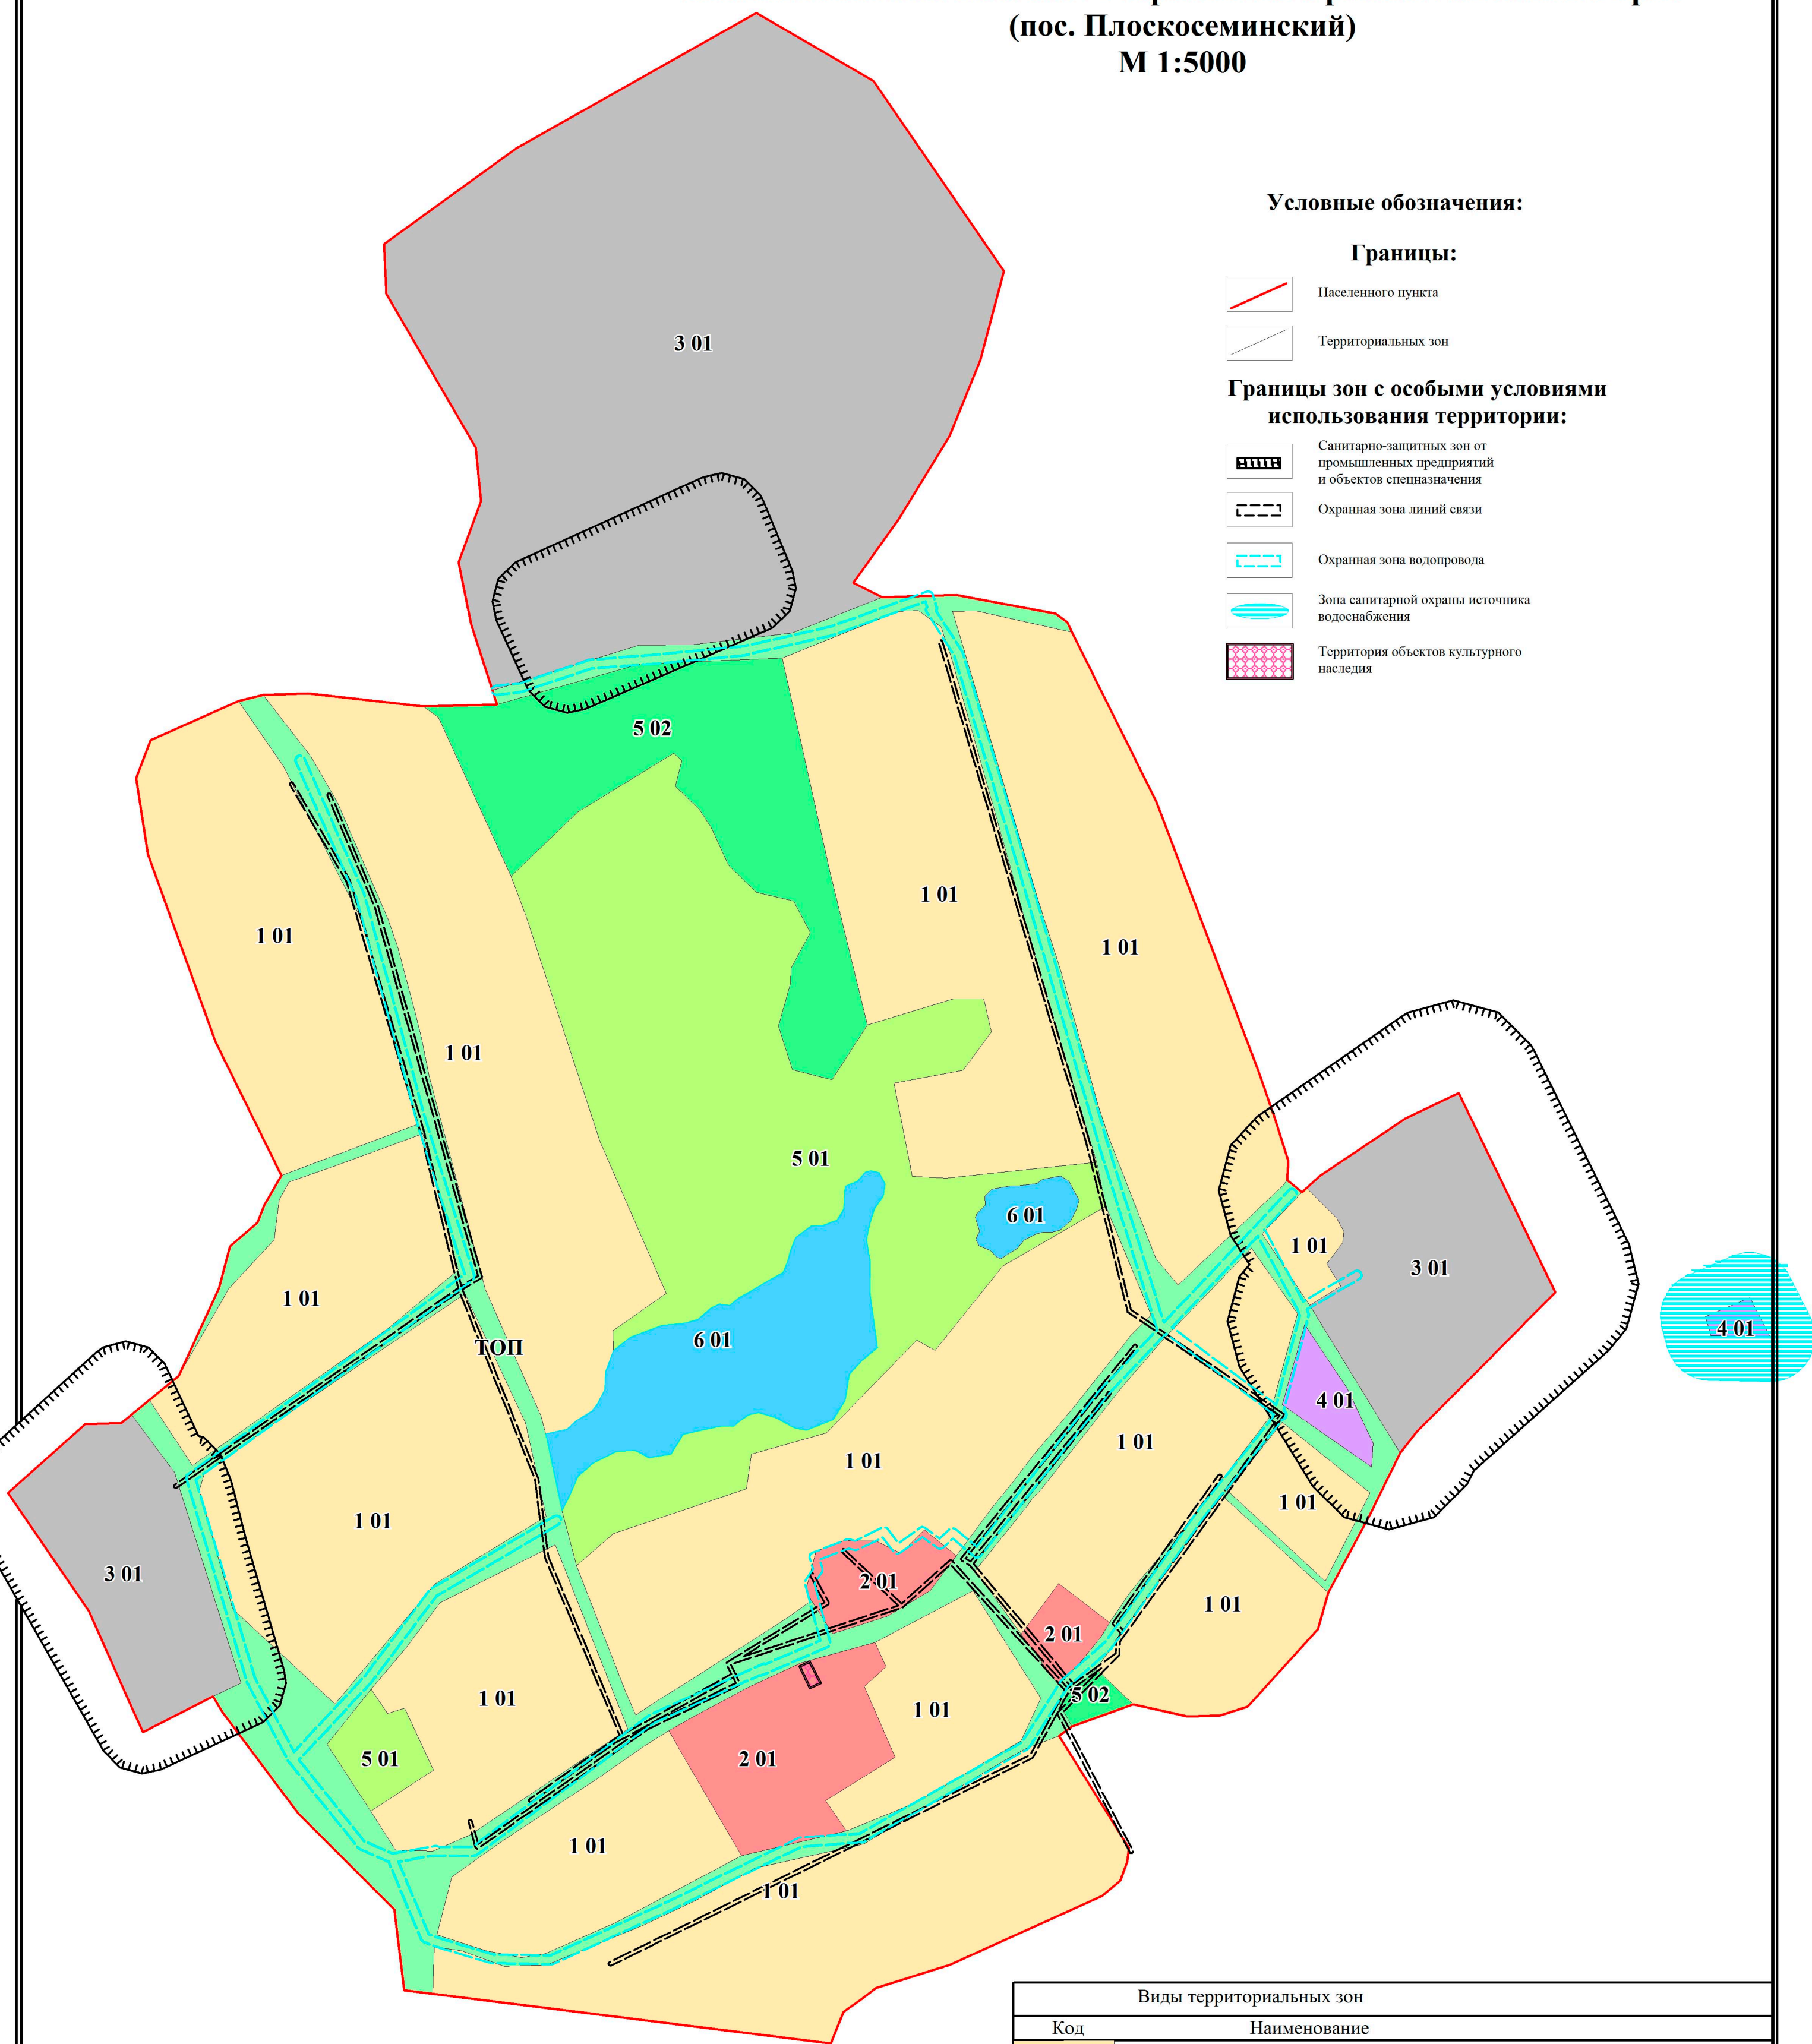 (пос. Плоскосеминский)
М 1:5000
Условные обозначения:
Границы:
Населенного пункта
Территориальных зон
Границы зон с особыми условиями
использования территории:
Санитарно-защитных зон от
промышленных предприятий
и объектов спецназначения
Охранная зона линий связи
Охранная зона водопровода
Зона санитарной охраны источника
водоснабжения
Территория объектов культурного
наследия
3 01
5 02
1 01
1 01
1 01
1 01
5 01
6 01
1 01
3 01
1 01
4 01
6 01
ТОП
4 01
1 01
1 01
1 01
1 01
3 01
2 01
1 01
2 01
1 01
5 02
1 01
5 01
2 01
1 01
1 01
Виды территориальных зон
Код Наименование